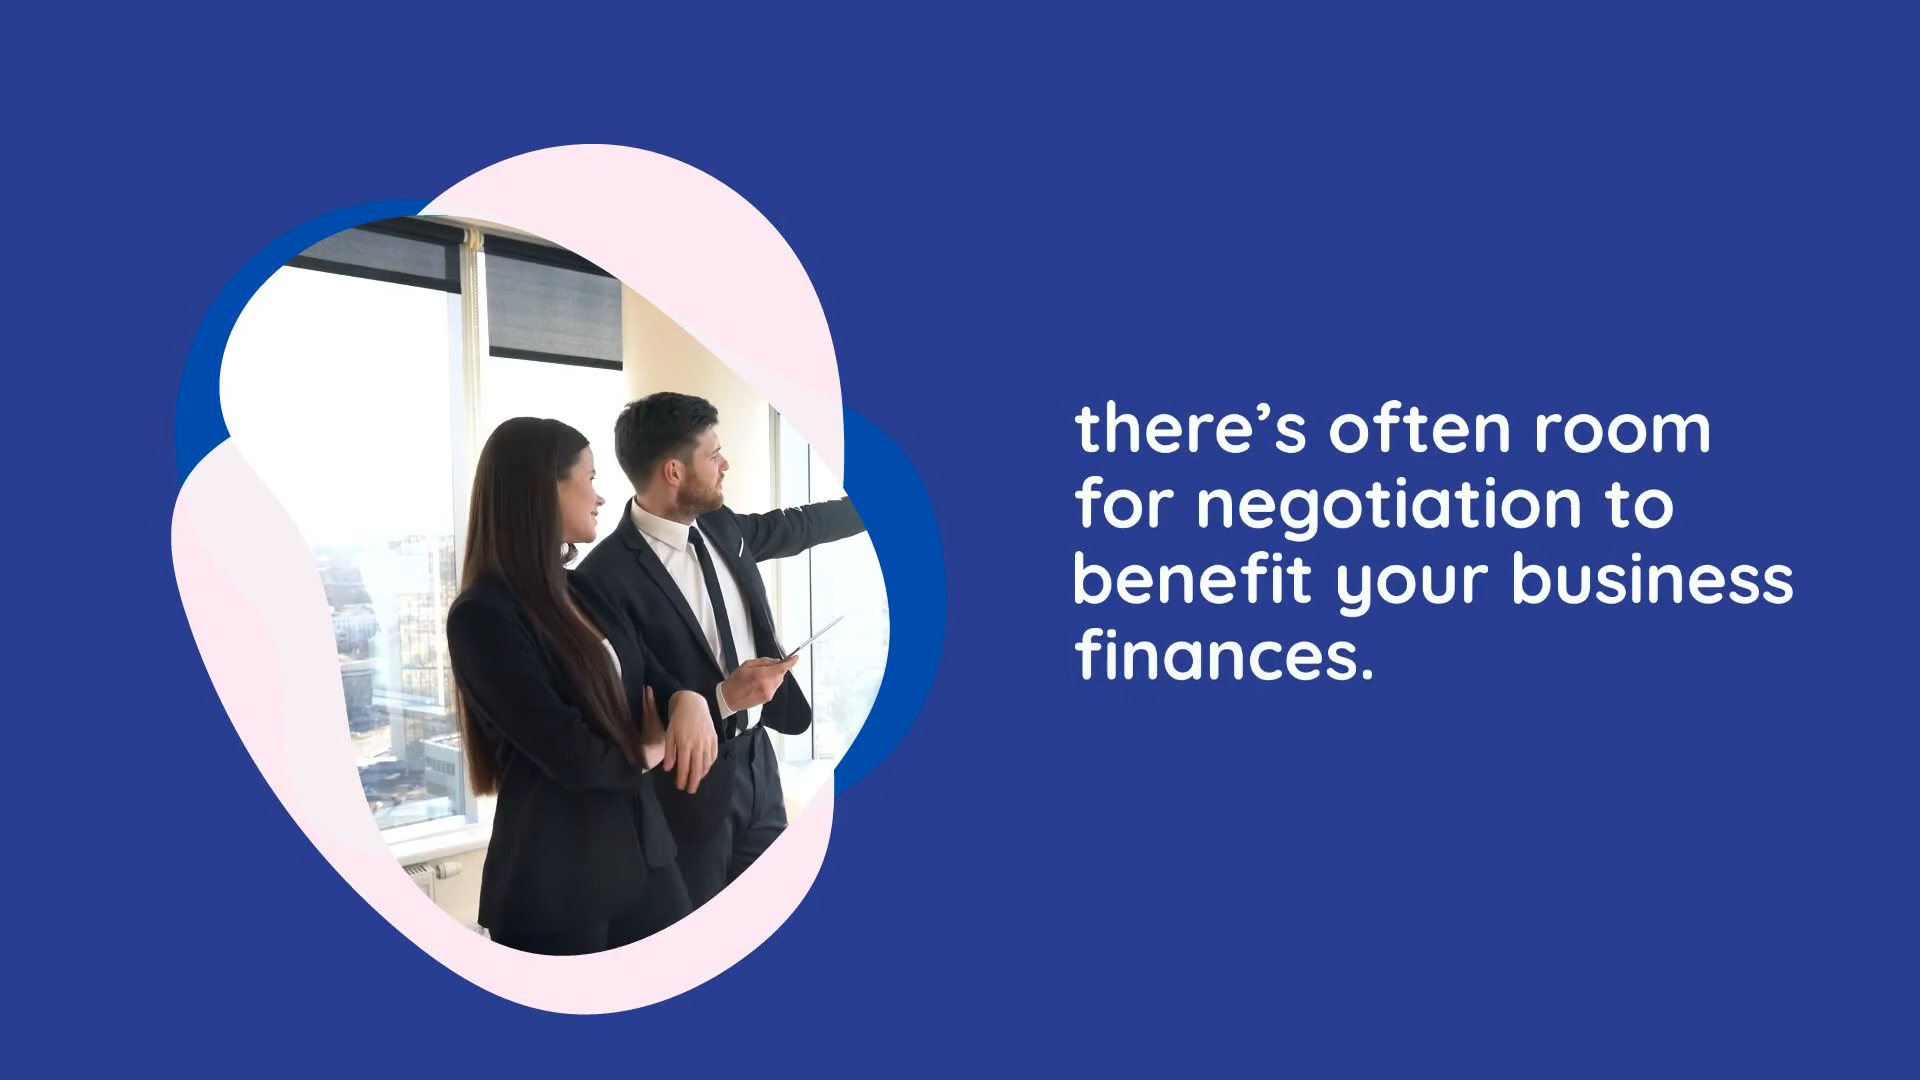 there’s often room
for negotiation to
benefit your business
finances.